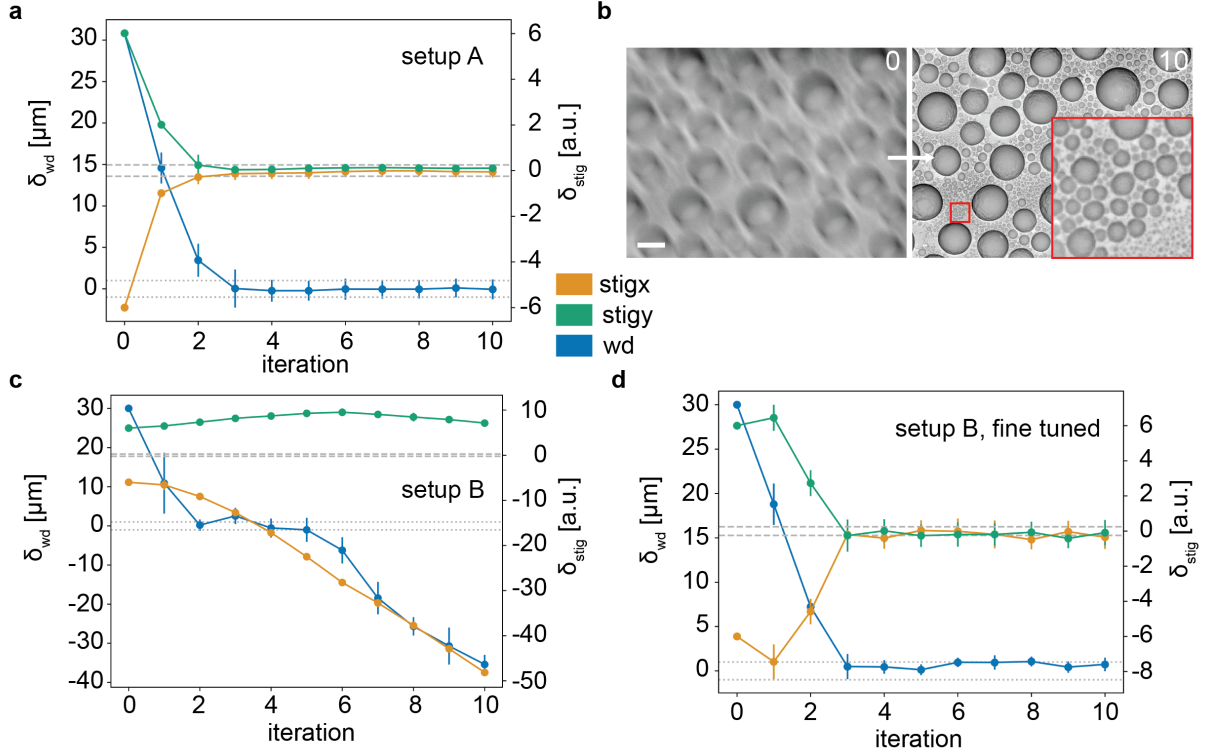 a
setup A
30
25
20
15
10
5
0
δwd [µm]
6
4
2
0
-2
-4
-6
δstig [a.u.]
0 2 4 6 8 10
iteration
b
0
10
stigx
stigy
wd
c
setup B
30
20
10
0
-10
-20
-30
-40
δwd [µm]
10
0
-10
-20
-30
-40
-50
δstig [a.u.]
0 2 4 6 8 10
iteration
d
setup B, fine tuned
30
25
20
15
10
5
0
δwd [µm]
6
4
2
0
-2
-4
-6
-8
δstig [a.u.]
0 2 4 6 8 10
iteration